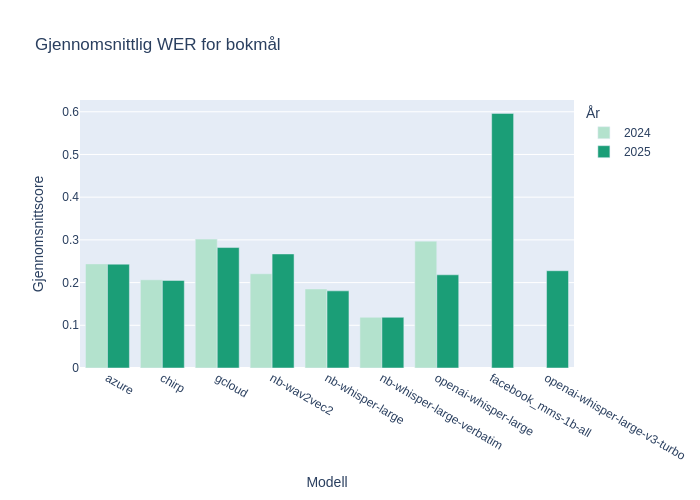 Gjennomsnittlig WER for bokmål
År
2024
2025
Gjennomsnittscore
0.6
0.5
0.4
0.3
0.2
0.1
0
azure
chirp
gcloud
nb-wav2vec2
nb-whisper-large
nb-whisper-large-verbatim
openai-whisper-large
facebook_mms-1b-all
openai-whisper-large-v3-turbo
Modell